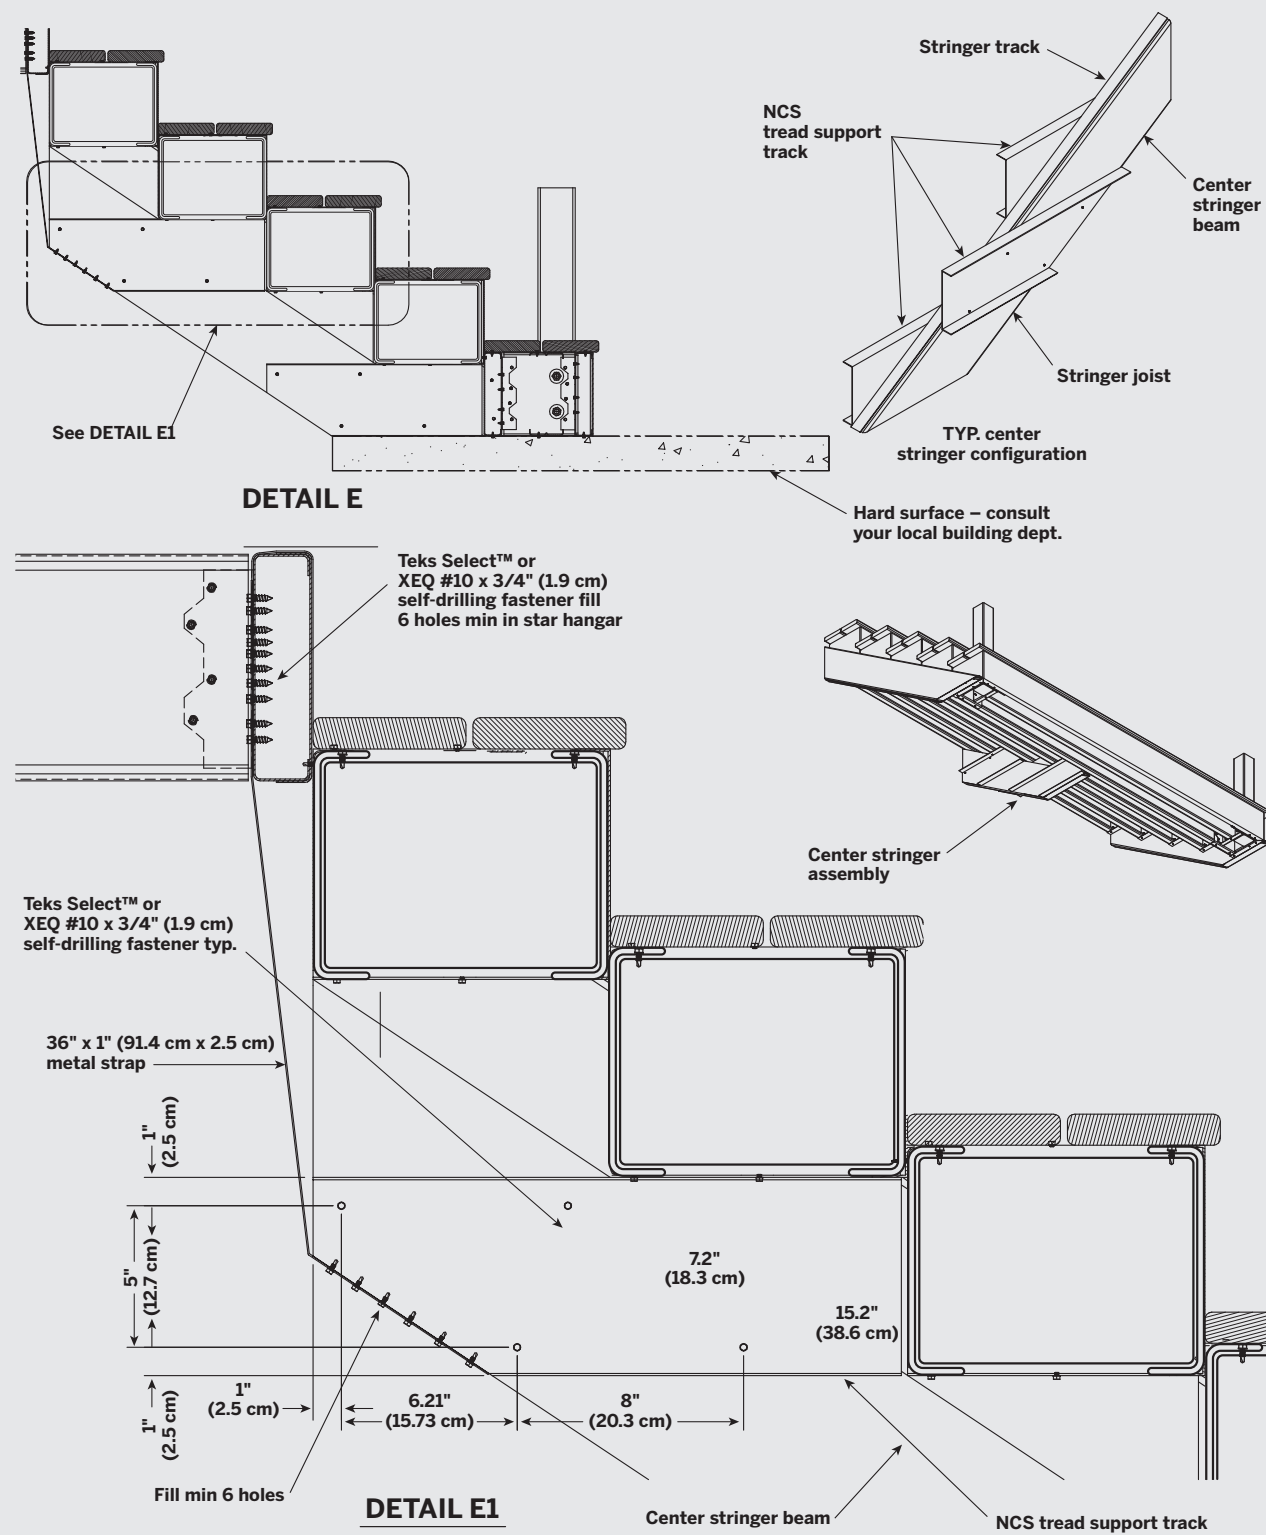 Stringer track
NCS
tread support
track
Center
stringer
beam
Stringer joist
TYP. center
stringer configuration
See DETAIL E1
DETAIL E
Hard surface – consult
your local building dept.
Teks Select™ or
XEQ #10 x 3/4" (1.9 cm)
self-drilling fastener fill
6 holes min in star hangar
Center stringer
assembly
Teks Select™ or
XEQ #10 x 3/4" (1.9 cm)
self-drilling fastener typ.
36" x 1" (91.4 cm x 2.5 cm)
metal strap
1"
(2.5 cm)
5"
(12.7 cm)
7.2"
(18.3 cm)
15.2"
(38.6 cm)
1"
(2.5 cm)
1"
(2.5 cm)
6.21"
(15.73 cm)
8"
(20.3 cm)
Fill min 6 holes
DETAIL E1
Center stringer beam
NCS tread support track